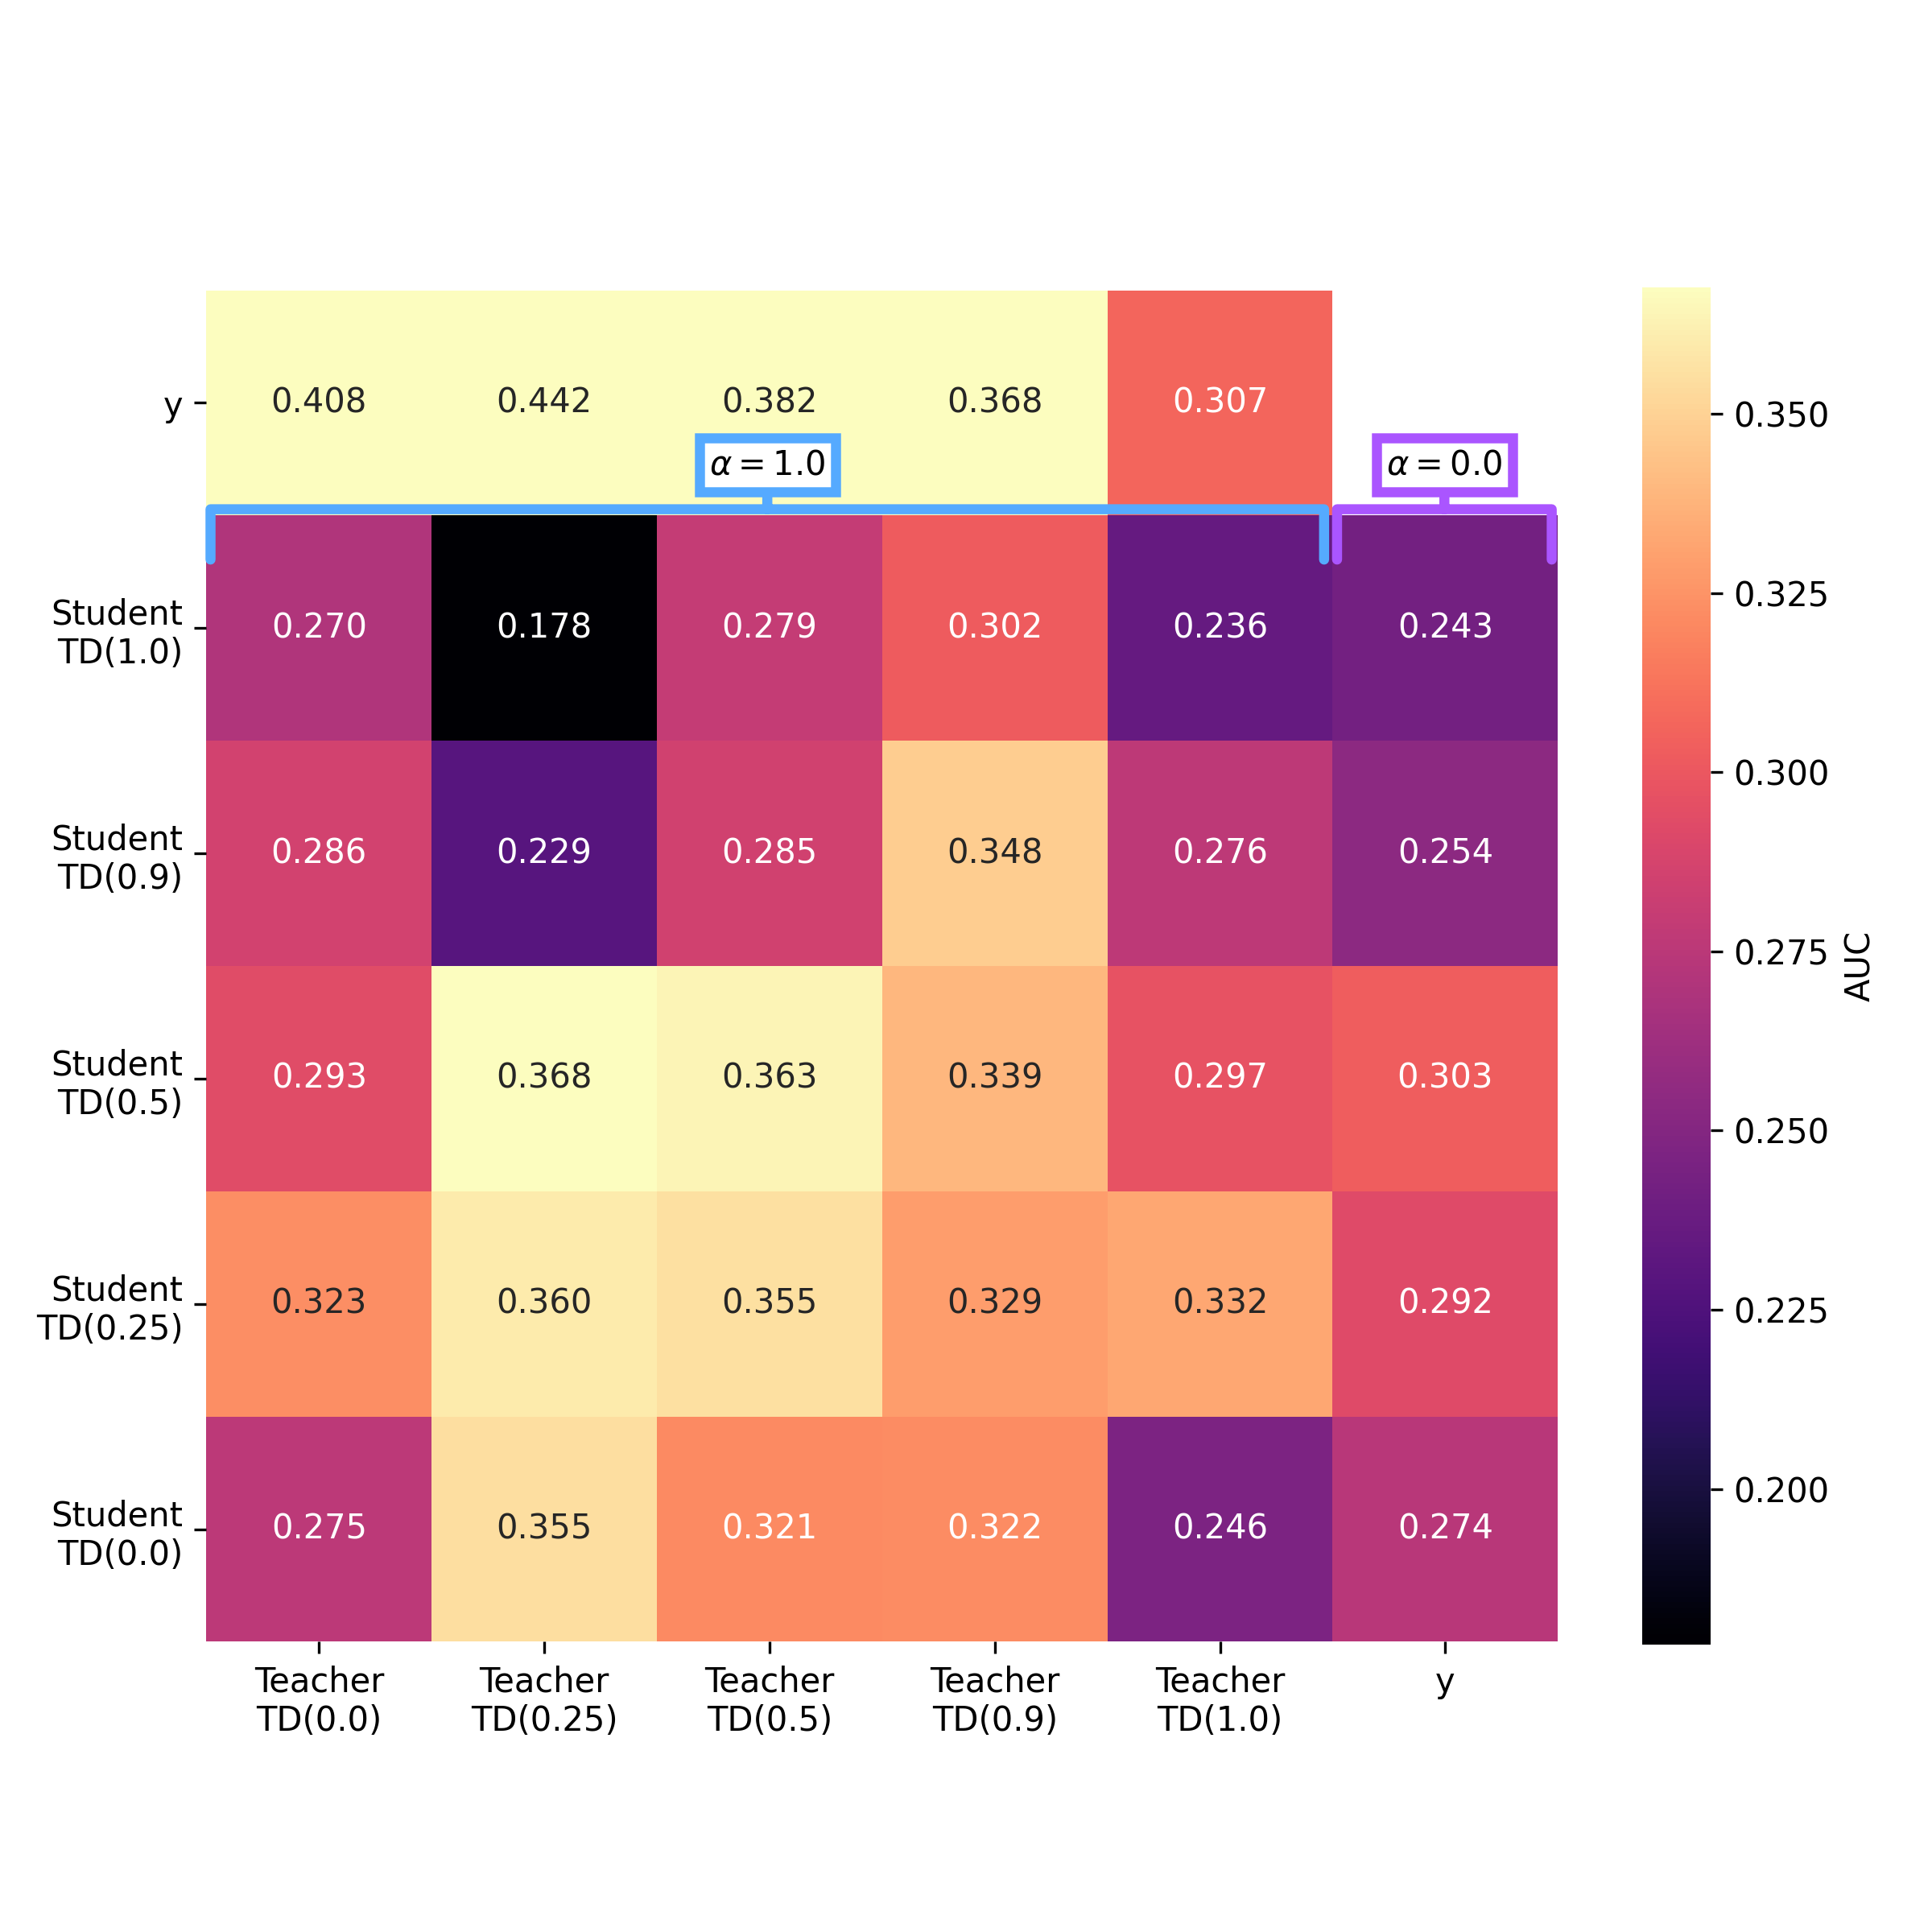 y
0.408 0.442 0.382 0.368 0.307
α = 1.0 α = 0.0
Student
TD(1.0)
0.270 0.178 0.279 0.302 0.236 0.243
Student
TD(0.9)
0.286 0.229 0.285 0.348 0.276 0.254
Student
TD(0.5)
0.293 0.368 0.363 0.339 0.297 0.303
Student
TD(0.25)
0.323 0.360 0.355 0.329 0.332 0.292
Student
TD(0.0)
0.275 0.355 0.321 0.322 0.246 0.274
Teacher Teacher Teacher Teacher Teacher y
TD(0.0) TD(0.25) TD(0.5) TD(0.9) TD(1.0)
0.350
0.325
0.300
0.275
0.250
0.225
0.200
AUC